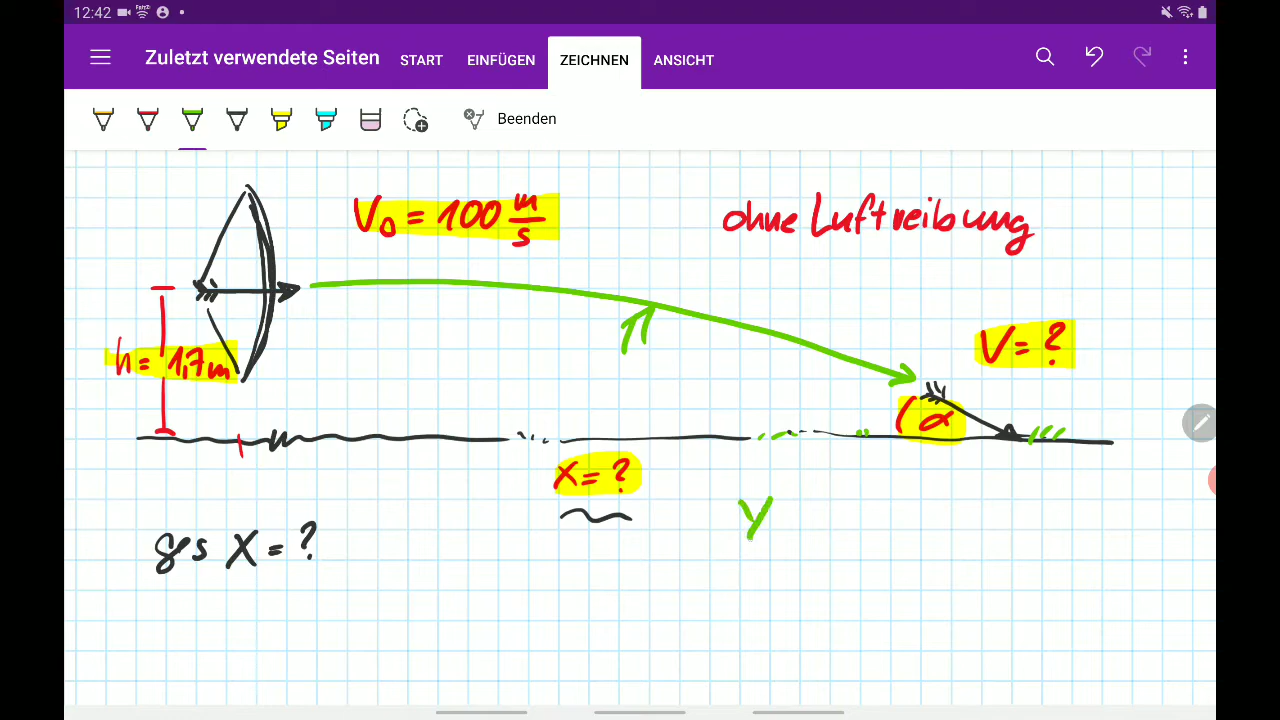 12:42
Zuletzt verwendete Seiten START EINFÜGEN ZEICHNEN ANSICHT
Beenden
V₀ = 100 m/s
ohne Luftreibung
h = 1,7m
V = ?
α
x = ?
y
ges X = ?